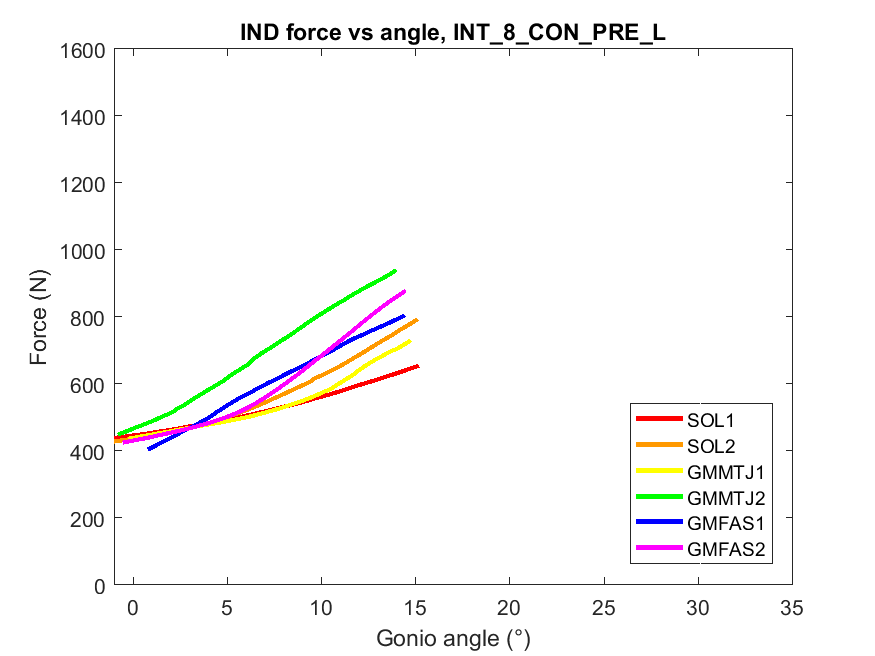 IND force vs angle, INT_8_CON_PRE_L
1600
1400
1200
1000
800
600
400
200
0
Force (N)
0 5 10 15 20 25 30 35
Gonio angle (°)
SOL1
SOL2
GMMTJ1
GMMTJ2
GMFAS1
GMFAS2